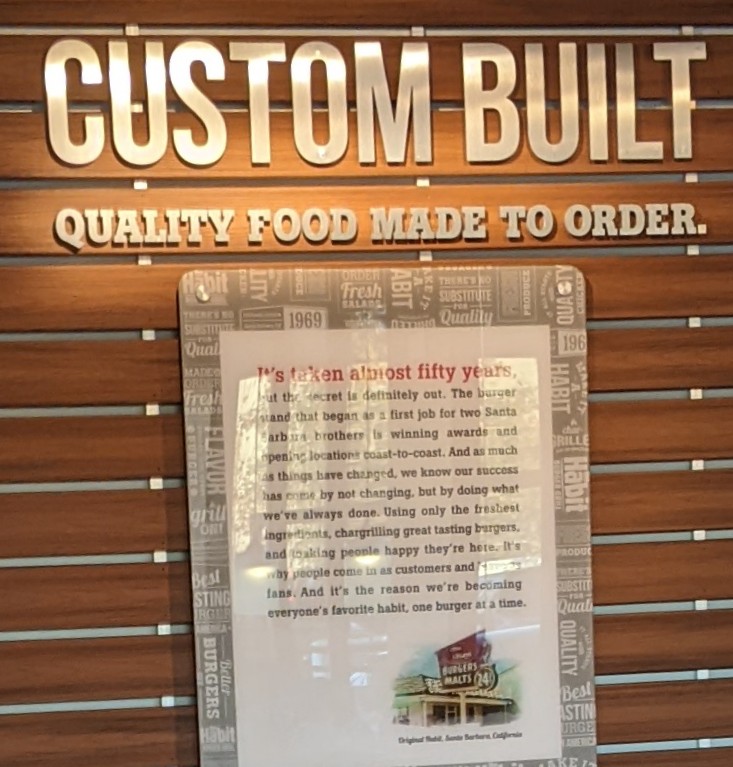 CUSTOM BUILT
QUALITY FOOD MADE TO ORDER.
1969
It's taken almost fifty years,
but the secret is definitely out. The burger
stand that began as a first job for two Santa
Barbara brothers is winning awards and
opening locations coast-to-coast. And as much
as things have changed, we know our success
has come by not changing, but by doing what
we've always done. Using only the freshest
ingredients, chargrilling great tasting burgers,
and making people happy they're here. It's
why people come in as customers and
fans. And it's the reason we're becoming
everyone's favorite habit, one burger at a time.
BURGERS
MALTS 24
Original Habit, Santa Barbara, California